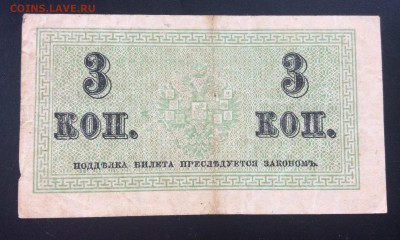 COINS.LAVE.RU
3 3
КОП. КОП.
ПОДДѢЛКА БИЛЕТА ПРЕСЛѢДУЕТСЯ ЗАКОНОМЪ.